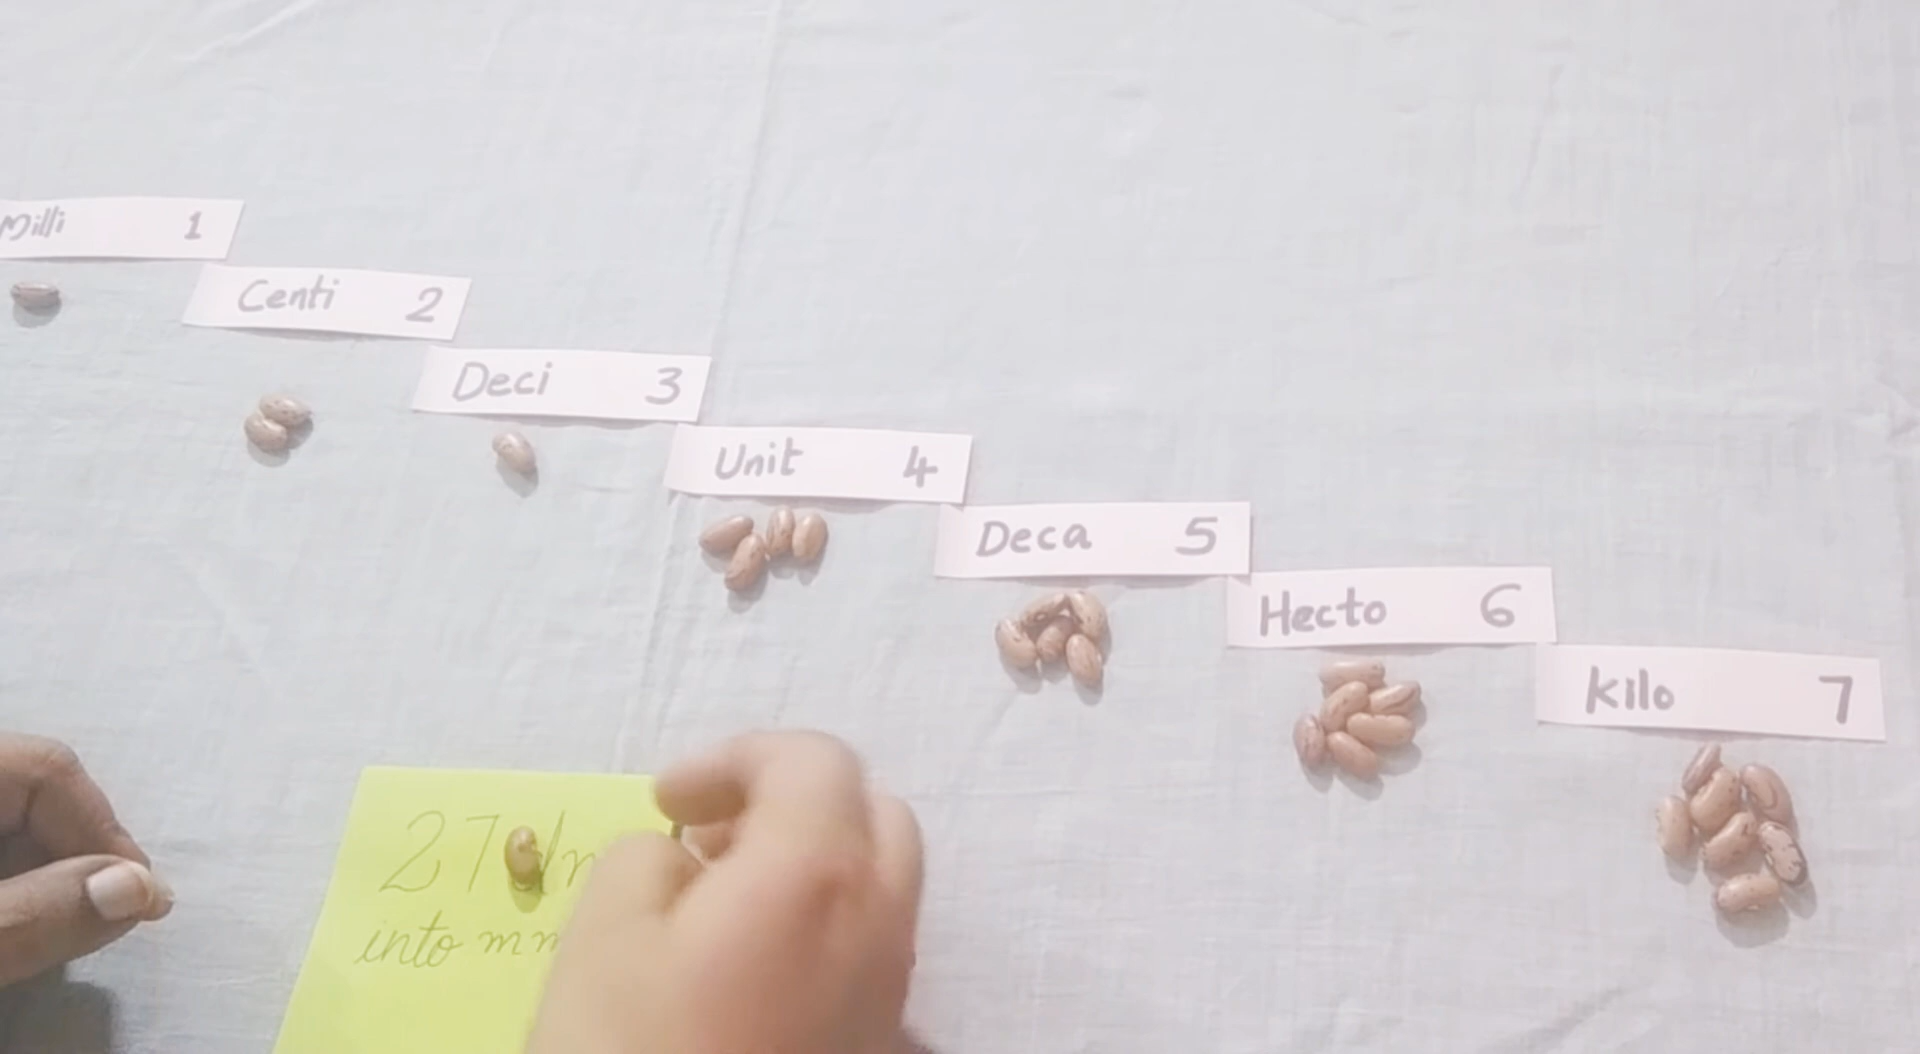 Milli 1
Centi 2
Deci 3
Unit 4
Deca 5
Hecto 6
Kilo 7
27
into